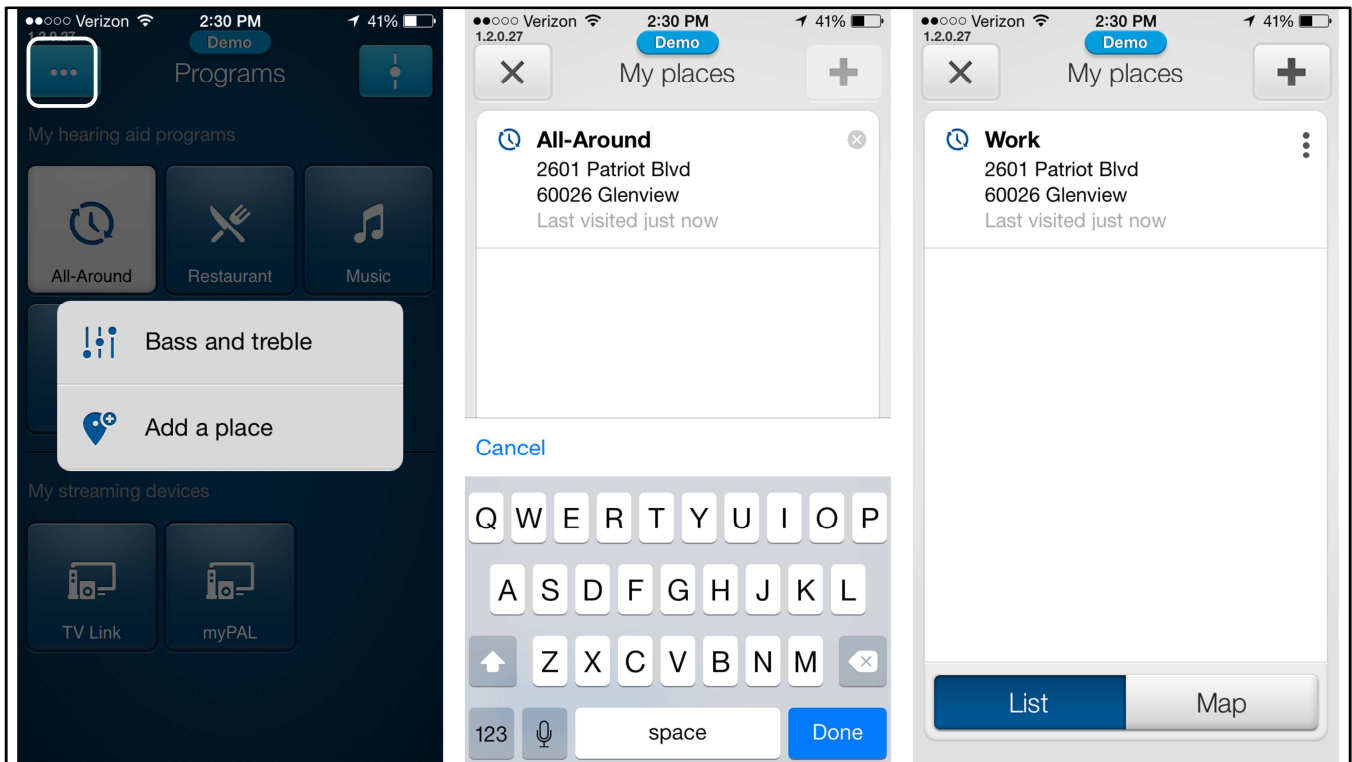 ●●○○○ Verizon 2:30 PM 41%
1.2.0.27
Demo
Programs
My hearing aid programs
All-Around
Restaurant
Music
Bass and treble
Add a place
My streaming devices
TV Link
myPAL
●●○○○ Verizon 2:30 PM 41%
1.2.0.27
Demo
My places
All-Around
2601 Patriot Blvd
60026 Glenview
Last visited just now
Cancel
Q W E R T Y U I O P
A S D F G H J K L
Z X C V B N M
123 space Done
●●○○○ Verizon 2:30 PM 41%
1.2.0.27
Demo
My places
Work
2601 Patriot Blvd
60026 Glenview
Last visited just now
List Map